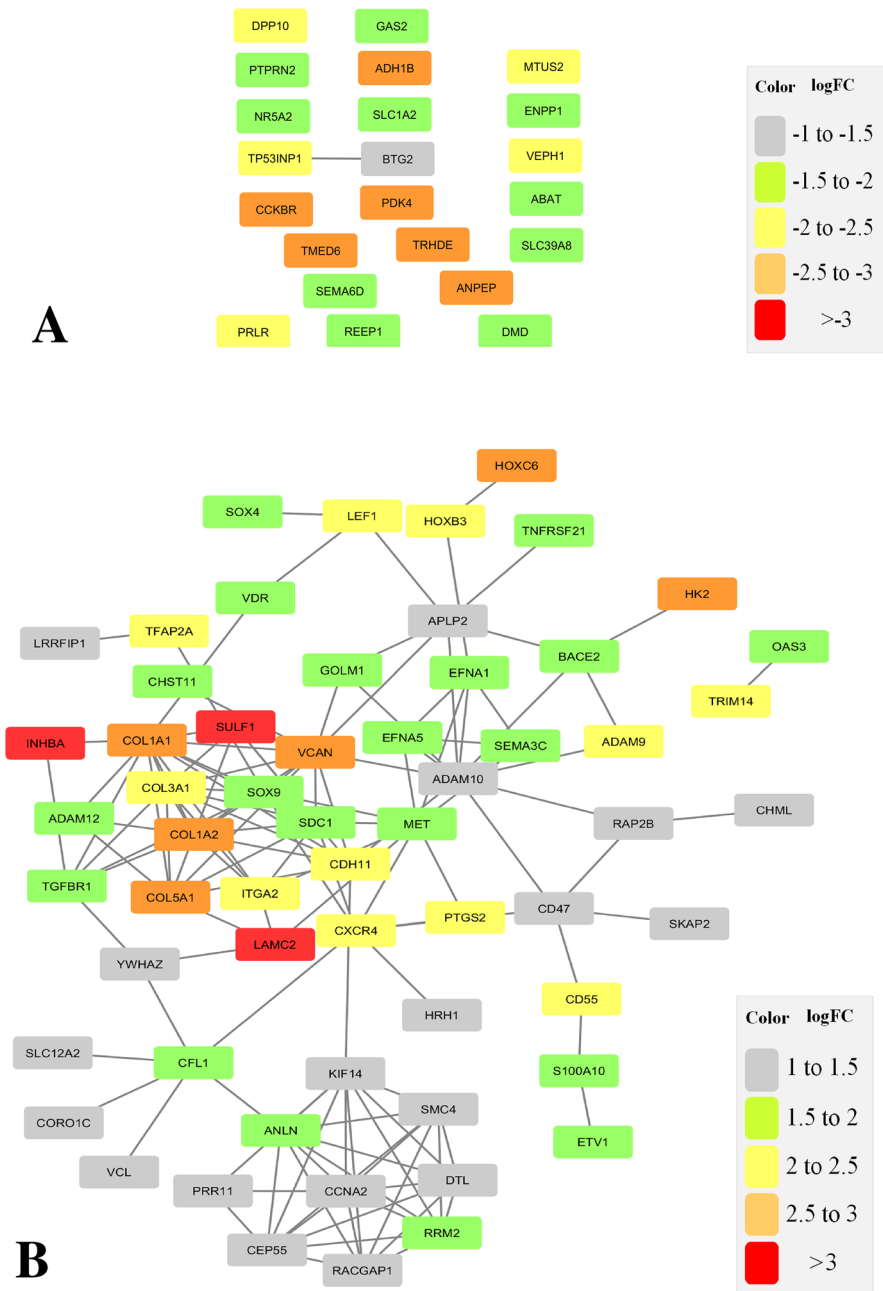 DPP10 GAS2
PTPRN2 ADH1B MTUS2
NR5A2 SLC1A2 ENPP1
TP53INP1 BTG2 VEPH1
CCKBR PDK4 ABAT
TMED6 TRHDE SLC39A8
SEMA6D ANPEP
PRLR REEP1 DMD
A
Color logFC
-1 to -1.5
-1.5 to -2
-2 to -2.5
-2.5 to -3
>-3
HOXC6
SOX4 LEF1 HOXB3 TNFRSF21
VDR HK2
APLP2
LRRFIP1 TFAP2A OAS3
CHST11 GOLM1 EFNA1 BACE2
TRIM14
INHBA COL1A1 SULF1 VCAN EFNA5 SEMA3C ADAM9
COL3A1 SOX9 ADAM10
ADAM12 COL1A2 SDC1 MET RAP2B CHML
TGFBR1 COL5A1 ITGA2 CDH11
CXCR4 PTGS2 CD47 SKAP2
YWHAZ LAMC2
CD55
HRH1
SLC12A2 CFL1 KIF14 S100A10
CORO1C ANLN SMC4 ETV1
VCL PRR11 CCNA2 DTL
CEP55 RACGAP1 RRM2
B
Color logFC
1 to 1.5
1.5 to 2
2 to 2.5
2.5 to 3
>3